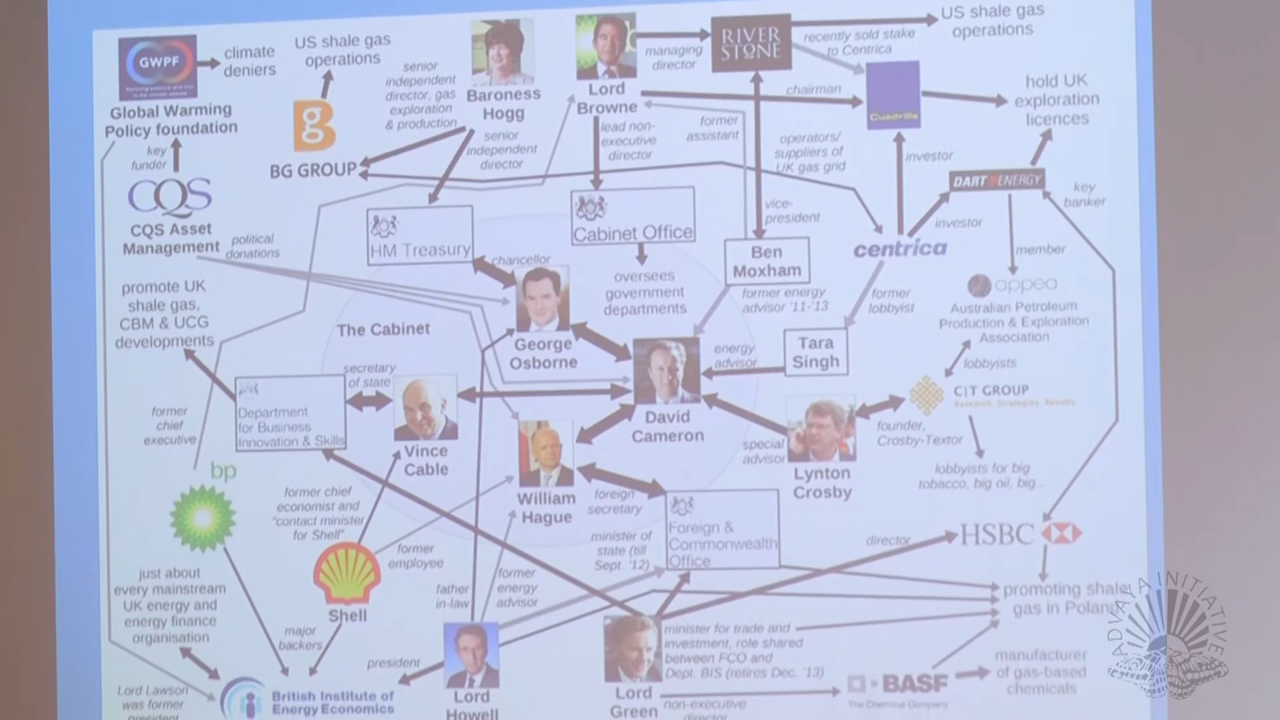 GWPF
climate
deniers
Global Warming
Policy foundation
key
funder
CQS
CQS Asset
Management
political
donations
US shale gas
operations
BG GROUP
senior
independent
director, gas
exploration
& production
Baroness
Hogg
senior
independent
director
Lord
Browne
managing
director
RIVER
STONE
recently sold stake
to Centrica
US shale gas
operations
chairman
Cuadrilla
hold UK
exploration
licences
lead non-
executive
director
former
assistant
operators/
suppliers of
UK gas grid
investor
DART ENERGY
key
banker
HM Treasury
chancellor
Cabinet Office
oversees
government
departments
vice-
president
Ben
Moxham
former energy
advisor '11-'13
centrica
investor
member
former
lobbyist
appea
Australian Petroleum
Production & Exploration
Association
promote UK
shale gas,
CBM & UCG
developments
The Cabinet
George
Osborne
David
Cameron
energy
advisor
Tara
Singh
lobbyists
C|T GROUP
Research. Strategies. Results
founder,
Crosby-Textor
lobbyists for big
tobacco, big oil, big...
secretary
of state
Department
for Business
Innovation & Skills
Vince
Cable
special
advisor
Lynton
Crosby
former
chief
executive
bp
William
Hague
foreign
secretary
Foreign &
Commonwealth
Office
former chief
economist and
"contact minister
for Shell"
former
employee
Shell
minister of
state (till
Sept. '12)
director
HSBC
promoting shale
gas in Poland
just about
every mainstream
UK energy and
energy finance
organisation
major
backers
father
in-law
former
energy
advisor
president
Lord
Howell
Lord
Green
minister for trade and
investment, role shared
between FCO and
Dept. BIS (retires Dec. '13)
non-executive
director
BASF
The Chemical Company
manufacturer
of gas-based
chemicals
Lord Lawson
was former
president
British Institute of
Energy Economics
ADVAYA INITIATIVE